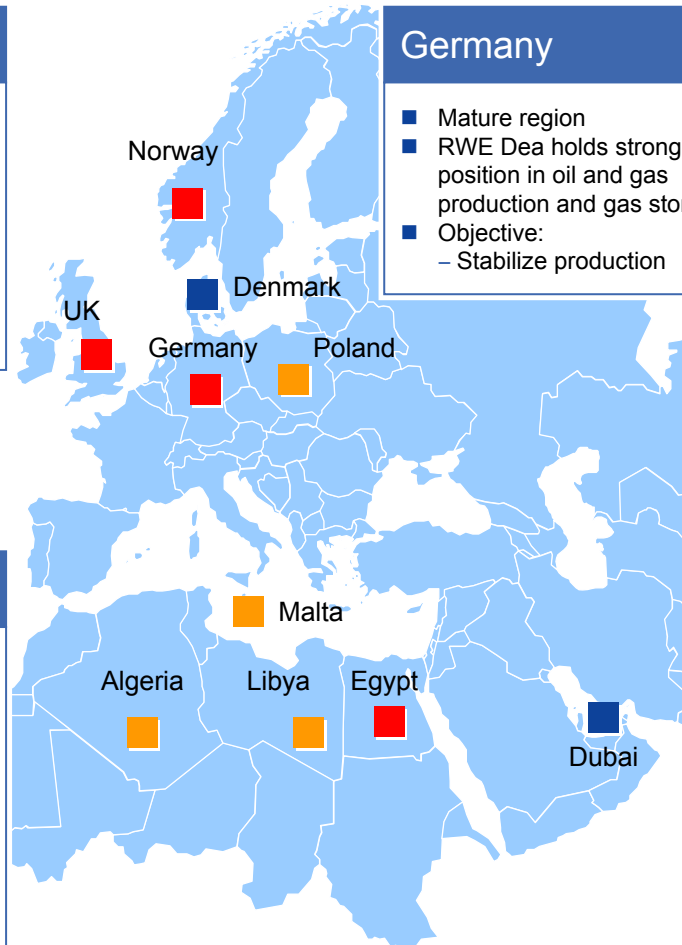 Germany
Mature region
RWE Dea holds strong
position in oil and gas
production and gas
Objective:
– Stabilize production
Norway
Denmark
UK
Germany
Poland
Malta
Algeria
Libya
Egypt
Dubai